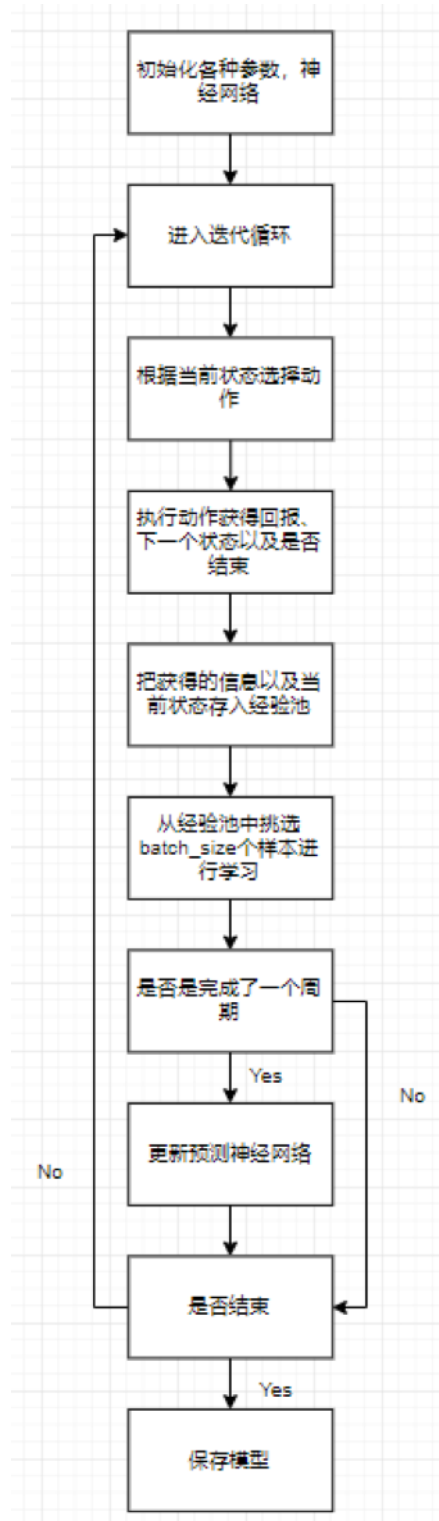 初始化各种参数，神
经网络
进入迭代循环
根据当前状态选择动
作
执行动作获得回报、
下一个状态以及是否
结束
把获得的信息以及当
前状态存入经验池
从经验池中挑选
batch_size个样本进
行学习
是否是完成了一个周
期
Yes
No
更新预测神经网络
No
是否结束
Yes
保存模型